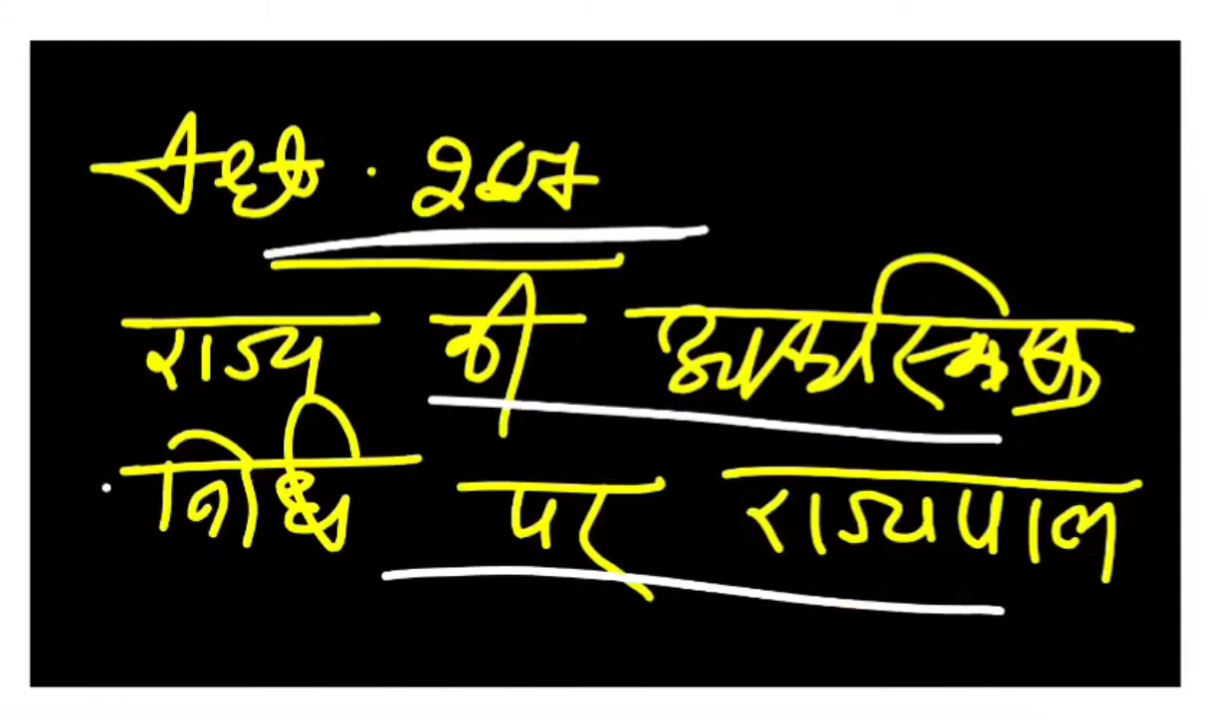 Art. 267
राज्य की आकस्मिक
निधि पर राज्यपाल